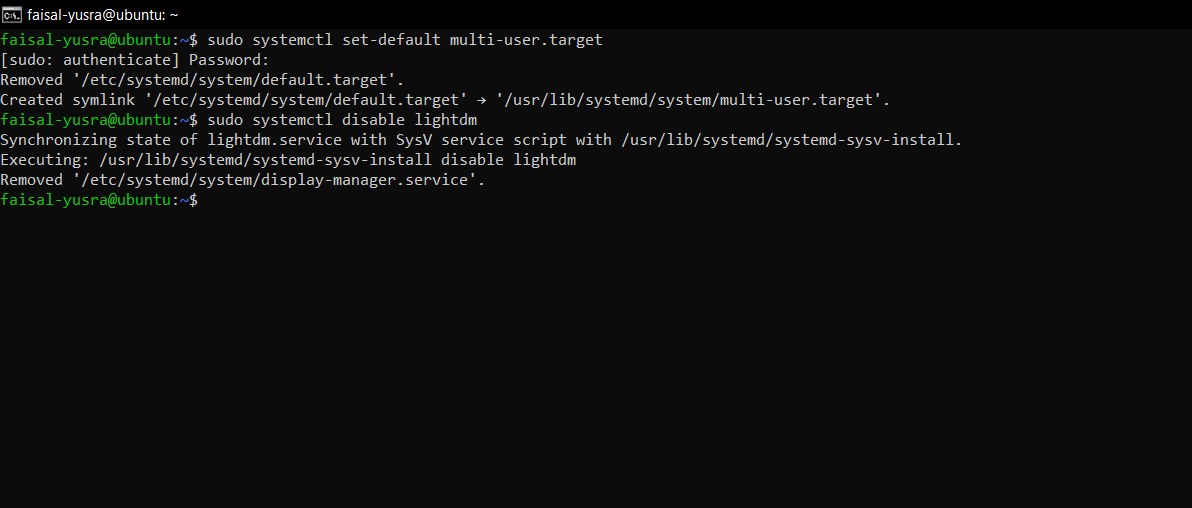 faisal-yusra@ubuntu: ~
faisal-yusra@ubuntu:~$ sudo systemctl set-default multi-user.target
[sudo: authenticate] Password:
Removed '/etc/systemd/system/default.target'.
Created symlink '/etc/systemd/system/default.target' → '/usr/lib/systemd/system/multi-user.target'.
faisal-yusra@ubuntu:~$ sudo systemctl disable lightdm
Synchronizing state of lightdm.service with SysV service script with /usr/lib/systemd/systemd-sysv-install.
Executing: /usr/lib/systemd/systemd-sysv-install disable lightdm
Removed '/etc/systemd/system/display-manager.service'.
faisal-yusra@ubuntu:~$